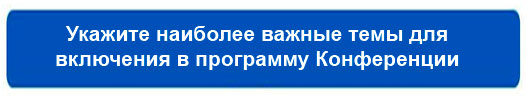 Укажите наиболее важные темы для
включения в программу Конференции